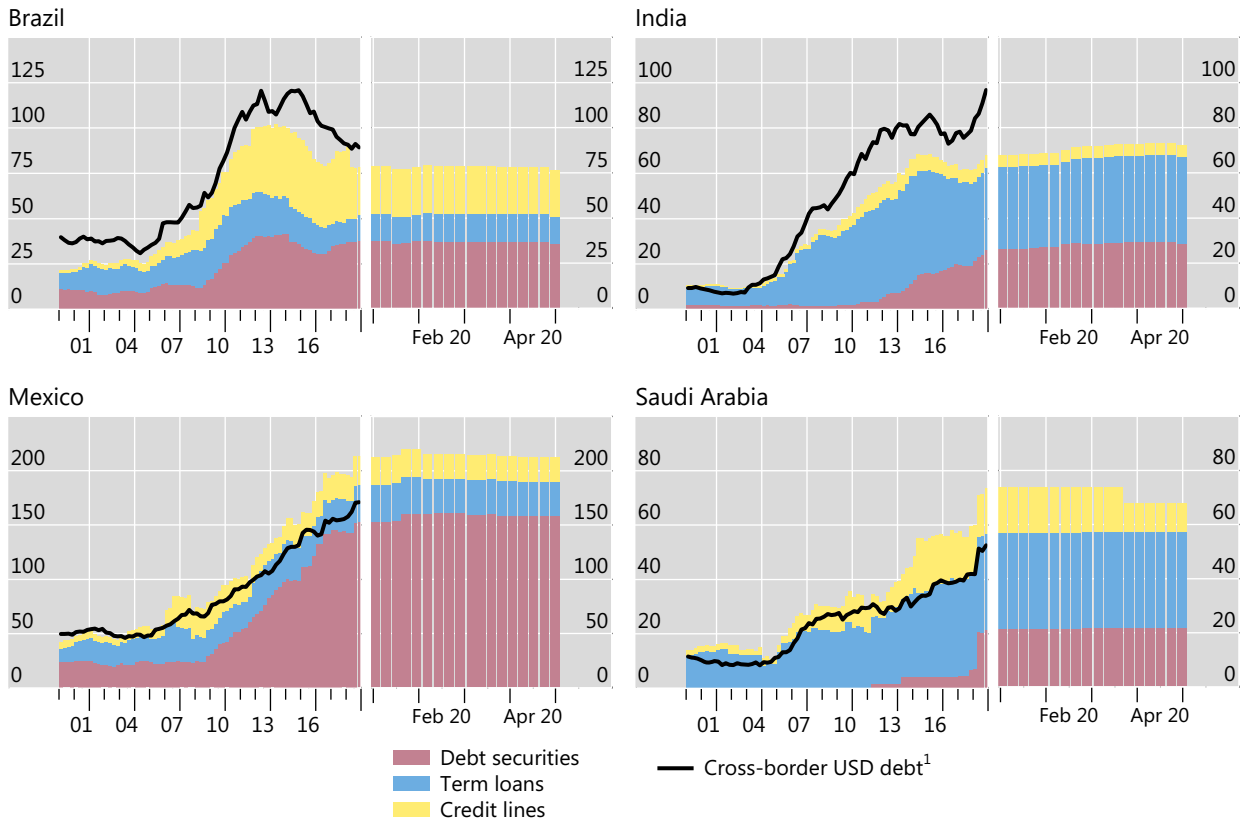 Brazil
125 125
100 100
75 75
50 50
25 25
0 0
01 04 07 10 13 16 Feb 20 Apr 20
India
100 100
80 80
60 60
40 40
20 20
0 0
01 04 07 10 13 16 Feb 20 Apr 20
Mexico
200 200
150 150
100 100
50 50
0 0
01 04 07 10 13 16 Feb 20 Apr 20
Saudi Arabia
80 80
60 60
40 40
20 20
0 0
01 04 07 10 13 16 Feb 20 Apr 20
Debt securities
Term loans
Credit lines
Cross-border USD debt¹